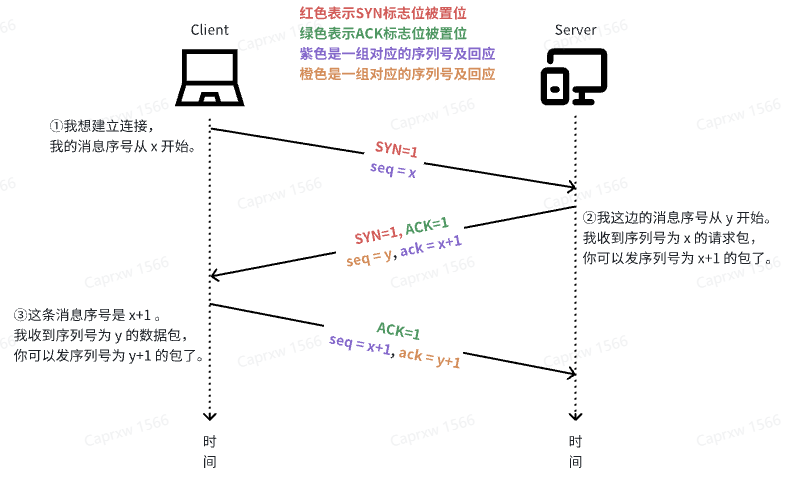 红色表示SYN标志位被置位
绿色表示ACK标志位被置位
紫色是一组对应的序列号及回应
橙色是一组对应的序列号及回应
Client
Server
①我想建立连接，
我的消息序号从 x 开始。
SYN=1
seq = x
②我这边的消息序号从 y 开始。
我收到序列号为 x 的请求包，
你可以发序列号为 x+1 的包了。
SYN=1, ACK=1
seq = y, ack = x+1
③这条消息序号是 x+1 。
我收到序列号为 y 的数据包，
你可以发序列号为 y+1 的包了。
ACK=1
seq = x+1, ack = y+1
时
间
时
间
Caprxw 1566